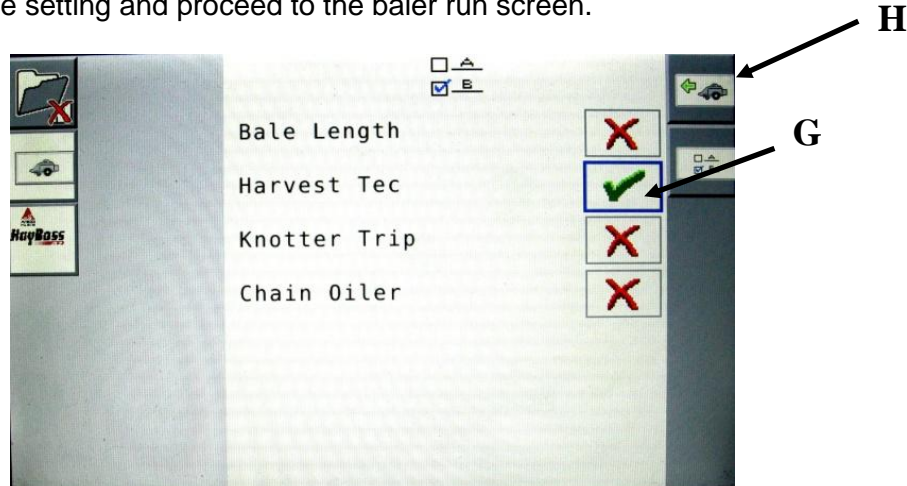 e setting and proceed to the baler run screen.
H
A
B
Bale Length
G
A
Harvest Tec
HayBoss
Knotter Trip
Chain Oiler